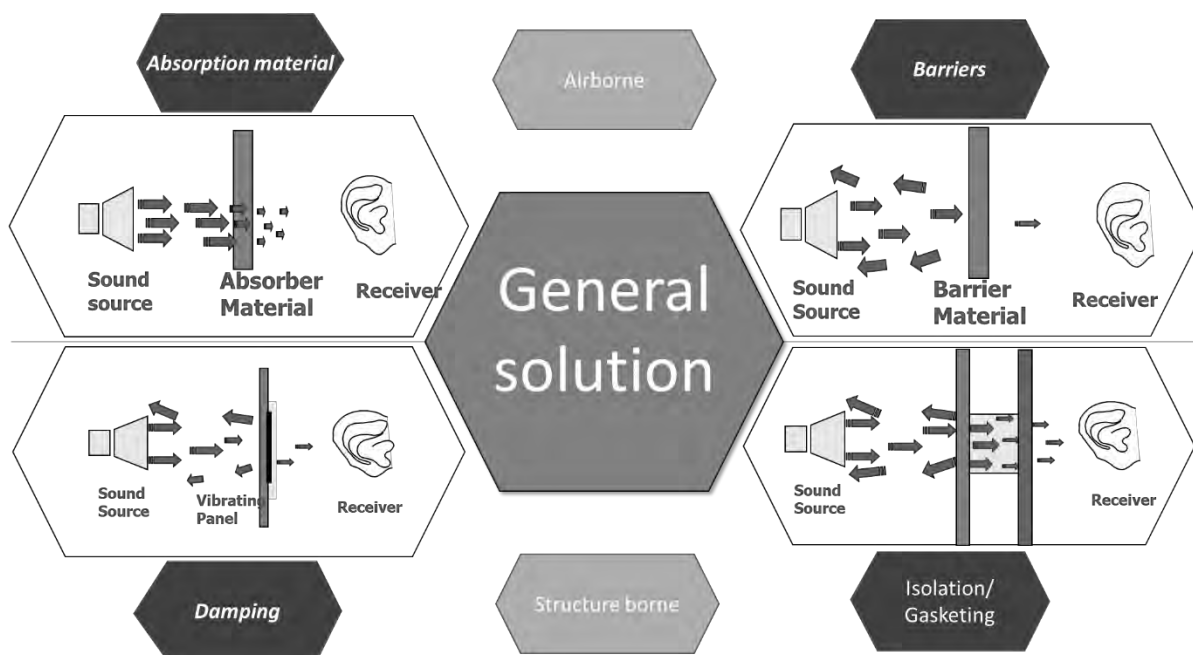 Absorption material
Airborne
Barriers
Sound
source
Absorber
Material
Receiver
Sound
Source
Barrier
Material
Receiver
General
solution
Sound
Source
Vibrating
Panel
Receiver
Sound
Source
Receiver
Damping
Structure borne
Isolation/
Gasketing